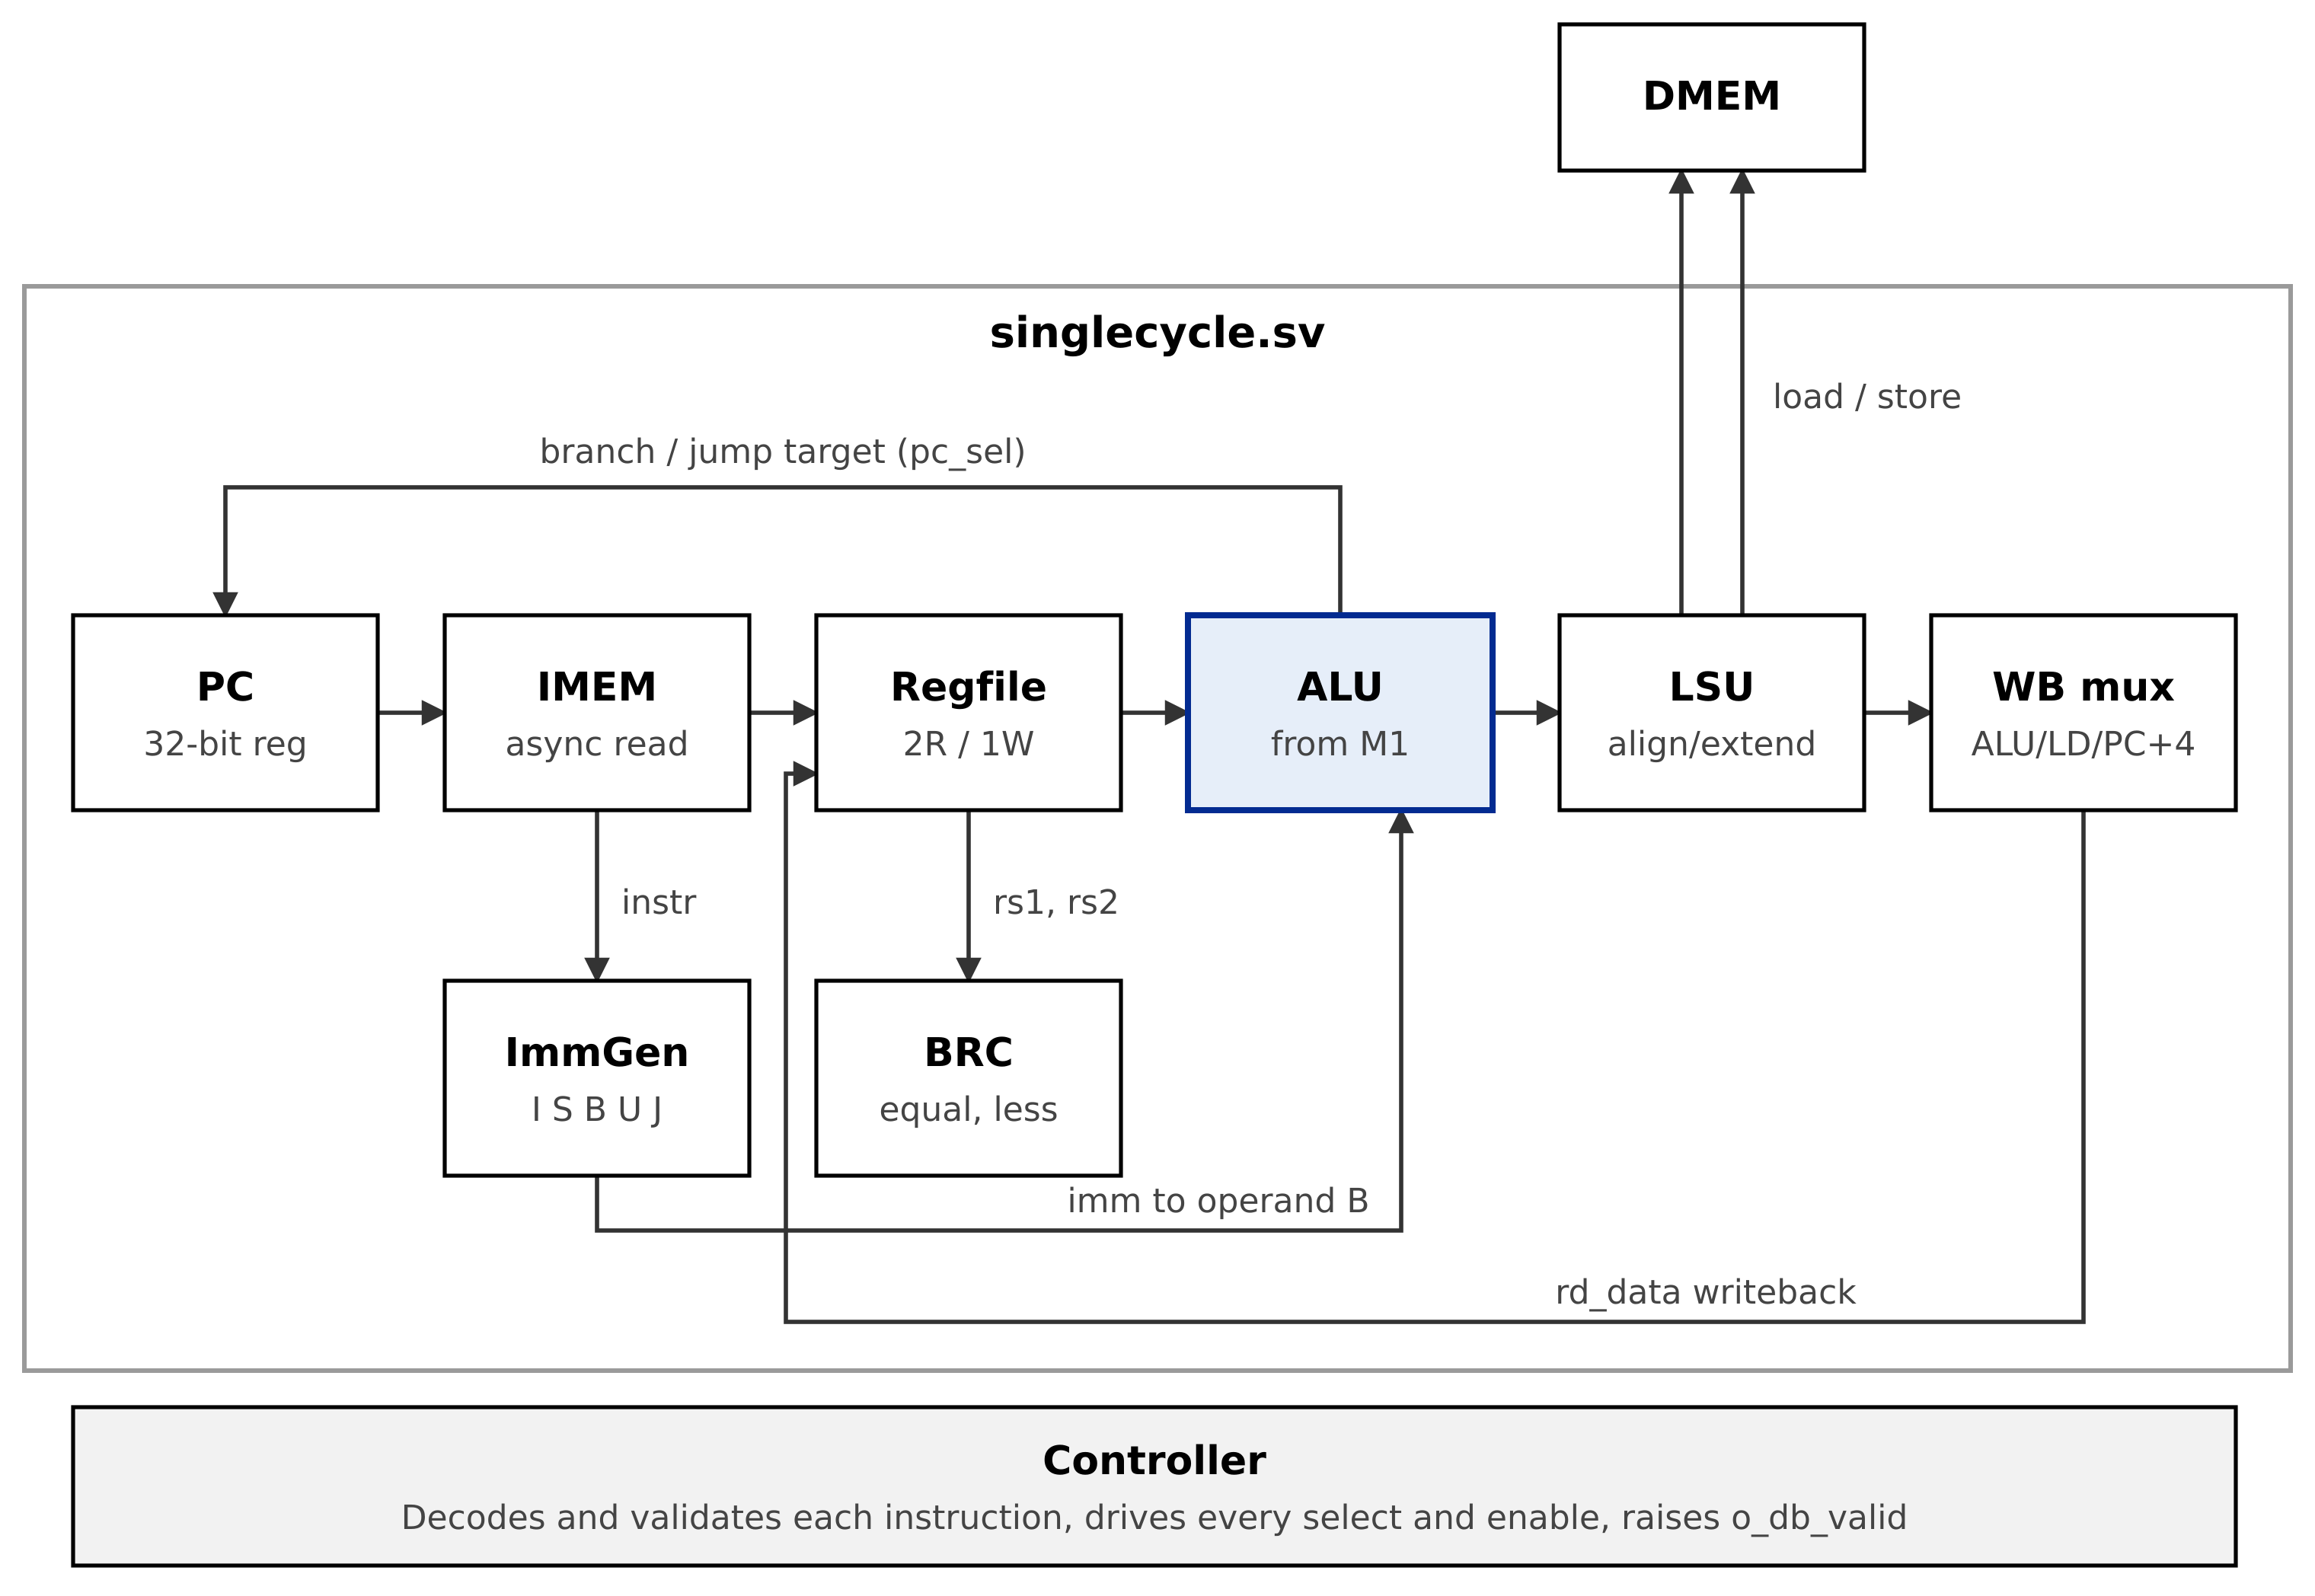 DMEM
singlecycle.sv
load / store
branch / jump target (pc_sel)
PC
32-bit reg
IMEM
async read
Regfile
2R / 1W
ALU
from M1
LSU
align/extend
WB mux
ALU/LD/PC+4
instr
rs1, rs2
ImmGen
I S B U J
BRC
equal, less
imm to operand B
rd_data writeback
Controller
Decodes and validates each instruction, drives every select and enable, raises o_db_valid